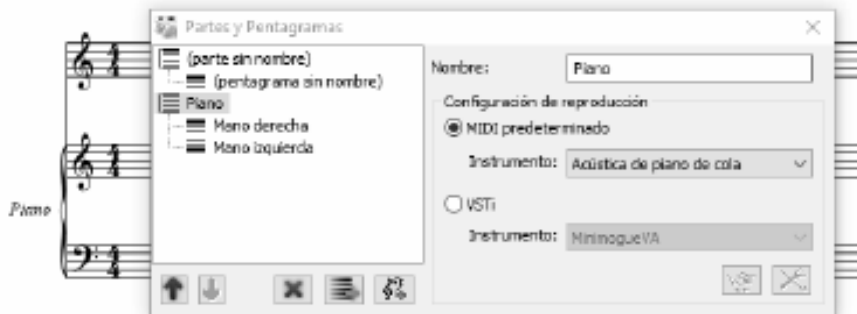 Partes y Pentagramas
(parte sin nombre)
(pentagrama sin nombre)
Piano
Mano derecha
Mano izquierda
Nombre: Piano
Configuración de reproducción
MIDI predeterminado
Instrumento: Acústica de piano de cola
VSTi
Instrumento: MinimogueVA
Piano